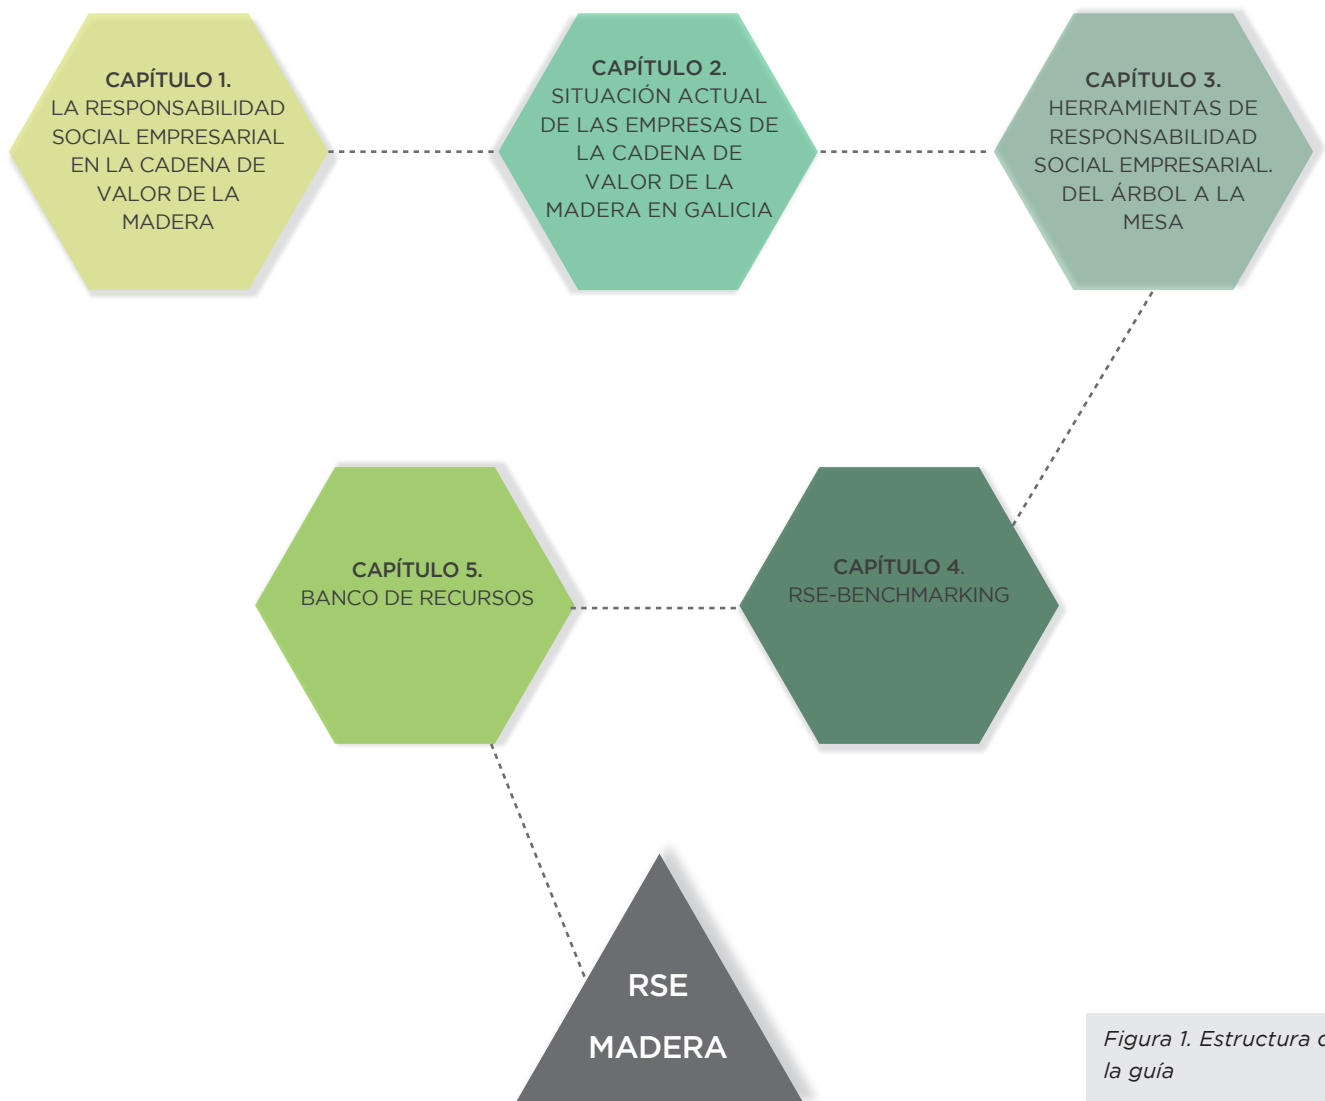 CAPÍTULO 1.
LA RESPONSABILIDAD
SOCIAL EMPRESARIAL
EN LA CADENA DE
VALOR DE LA
MADERA
CAPÍTULO 2.
SITUACIÓN ACTUAL
DE LAS EMPRESAS DE
LA CADENA DE
VALOR DE LA
MADERA EN GALICIA
CAPÍTULO 3.
HERRAMIENTAS DE
RESPONSABILIDAD
SOCIAL EMPRESARIAL.
DEL ÁRBOL A LA
MESA
CAPÍTULO 4.
RSE-BENCHMARKING
CAPÍTULO 5.
BANCO DE RECURSOS
RSE
MADERA
Figura 1. Estructura
la guía